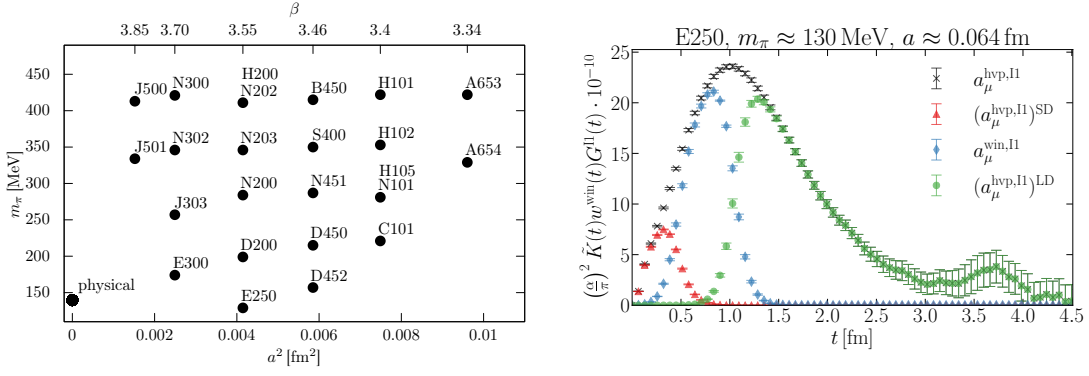 β
3.85 3.70 3.55 3.46 3.4 3.34
450
400
350
300
250
200
150
m_π [MeV]
J500
N300
H200
N202
B450
H101
A653
J501
N302
N203
S400
H102
A654
J303
N200
N451
H105
N101
E300
D200
D450
C101
E250
D452
physical
0 0.002 0.004 0.006 0.008 0.01
a² [fm²]
E250, m_π ≈ 130 MeV, a ≈ 0.064 fm
25
20
15
10
5
0
(α/π)² K̃(t)w^win(t)G^I1(t) · 10⁻¹⁰
a_μ^hvp,I1
(a_μ^hvp,I1)^SD
a_μ^win,I1
(a_μ^hvp,I1)^LD
0.5 1.0 1.5 2.0 2.5 3.0 3.5 4.0 4.5
t [fm]